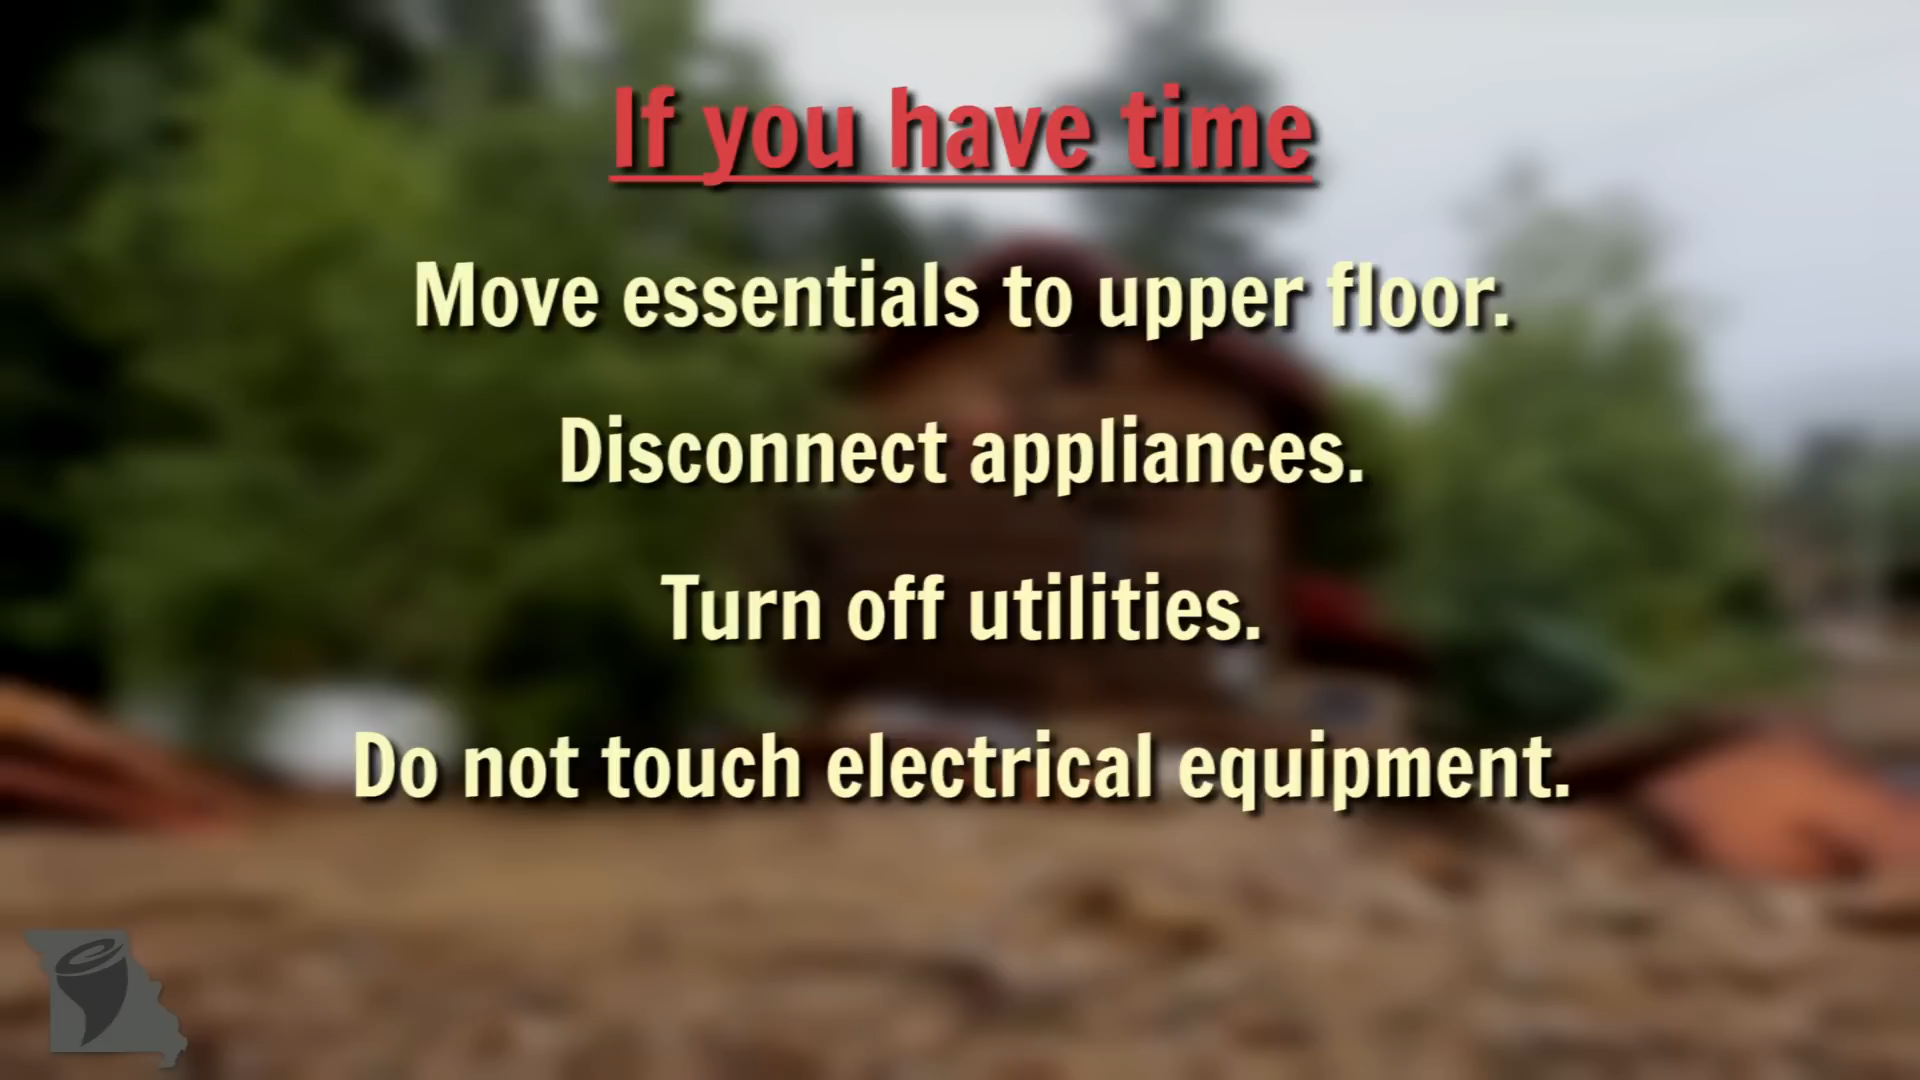 If you have time
Move essentials to upper floor.
Disconnect appliances.
Turn off utilities.
Do not touch electrical equipment.